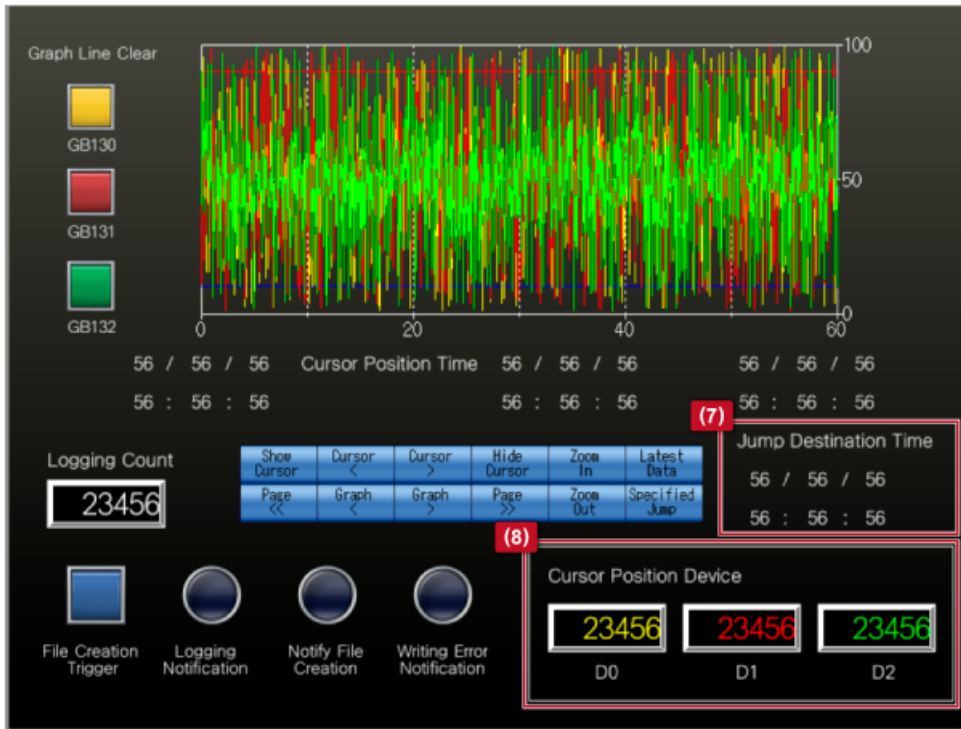 Graph Line Clear
GB130
GB131
GB132
100
50
0
0 20 40 60
56 / 56 / 56 Cursor Position Time 56 / 56 / 56 56 / 56 / 56
56 : 56 : 56 56 : 56 : 56 56 : 56 : 56
(7)
Jump Destination Time
56 / 56 / 56
56 : 56 : 56
Logging Count
23456
Show Cursor < Cursor > Hide Zoom Latest
Cursor Cursor Cursor In Data
Page Graph Graph Page Zoom Specified
<< < > >> Out Jump
(8)
Cursor Position Device
23456 23456 23456
D0 D1 D2
File Creation Logging Notify File Writing Error
Trigger Notification Creation Notification